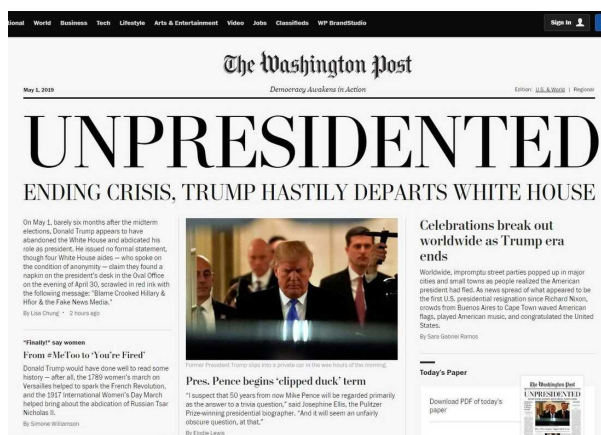 tional World Business Tech Lifestyle Arts & Entertainment Video Jobs Classifieds WP BrandStudio
Sign In
The Washington Post
May 1, 2019
Democracy Awakens in Action
Edition: U.S. & World | Regional
UNPRESIDENTED
ENDING CRISIS, TRUMP HASTILY DEPARTS WHITE HOUSE
On May 1, barely six months after the midterm
elections, Donald Trump appears to have
abandoned the White House and abdicated his
role as president. He issued no formal statement,
though four White House aides — who spoke on
the condition of anonymity — claim they found a
napkin on the president's desk in the Oval Office
on the evening of April 30, scrawled in red ink with
the following message: "Blame Crooked Hillary &
Hfior & the Fake News Media."
By Lisa Chung • 2 hours ago
"Finally!" say women
From #MeToo to ‘You're Fired’
Donald Trump would have done well to read some
history — after all, the 1789 women's march on
Versailles helped to spark the French Revolution,
and the 1917 International Women's Day March
helped bring about the abdication of Russian Tsar
Nicholas II.
By Simone Williamson
Former President Trump slips into a private car in the wee hours of the morning.
Pres. Pence begins ‘clipped duck’ term
"I suspect that 50 years from now Mike Pence will be regarded primarily
as the answer to a trivia question," said Josephine Ellis, the Pulitzer
Prize-winning presidential biographer. "And it will seem an unfairly
obscure question, at that."
By Elodie Lewis
Celebrations break out
worldwide as Trump era
ends
Worldwide, impromptu street parties popped up in major
cities and small towns as people realized the American
president had fled. As news spread of what appeared to be
the first U.S. presidential resignation since Richard Nixon,
crowds from Buenos Aires to Cape Town waved American
flags, played American music, and congratulated the United
States.
By Sara Gabriel Ramos
Today's Paper
Download PDF of today's
paper
The Washington Post
UNPRESIDENTED